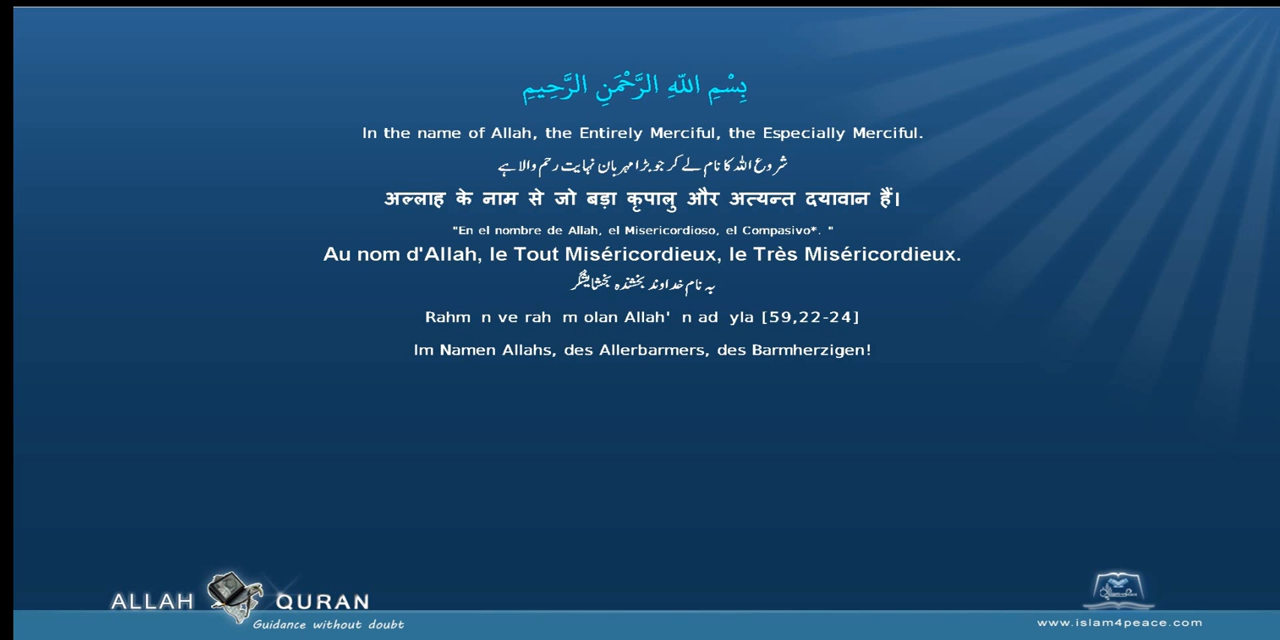 بِسْمِ اللَّهِ الرَّحْمَنِ الرَّحِيمِ
In the name of Allah, the Entirely Merciful, the Especially Merciful.
شروع الله کا نام لے کر جو بڑا مہربان نہایت رحم والا ہے
अल्लाह के नाम से जो बड़ा कृपालु और अत्यन्त दयावान हैं।
"En el nombre de Allah, el Misericordioso, el Compasivo*. "
Au nom d'Allah, le Tout Miséricordieux, le Très Miséricordieux.
به نام خداوند بخشنده بخشایشگر
Rahm n ve rah m olan Allah' n ad yla [59,22-24]
Im Namen Allahs, des Allerbarmers, des Barmherzigen!
ALLAH QURAN
Guidance without doubt
www.islam4peace.com